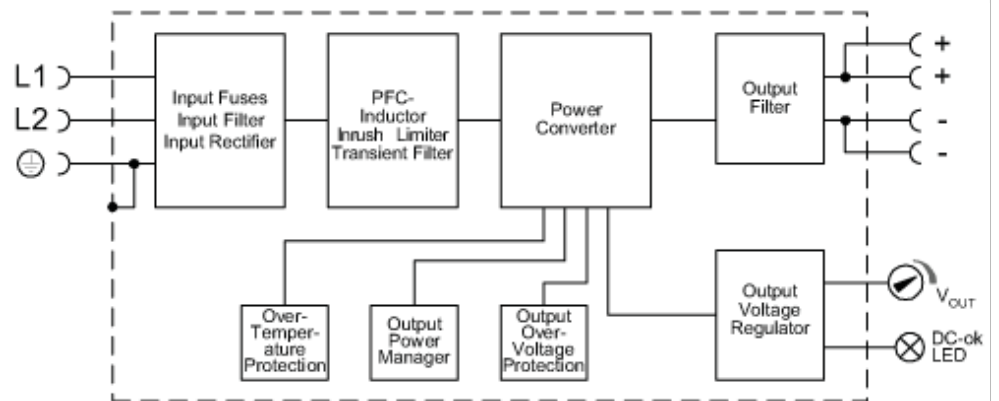 L1
L2
Input Fuses
Input Filter
Input Rectifier
PFC-
Inductor
Inrush Limiter
Transient Filter
Power
Converter
Output
Filter
+
+
-
-
Over-
Temper-
ature
Protection
Output
Power
Manager
Output
Over-
Voltage
Protection
Output
Voltage
Regulator
VOUT
DC-ok
LED